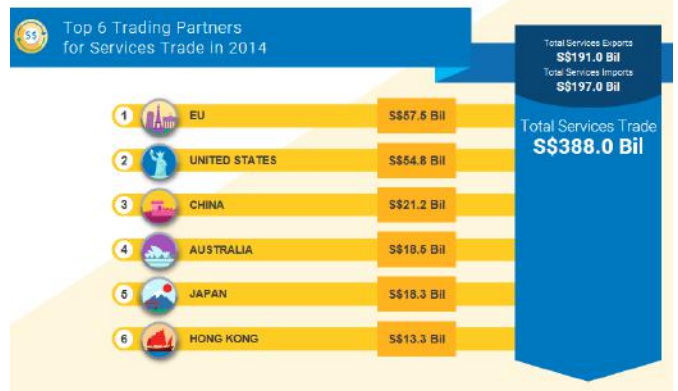 S$
Top 6 Trading Partners
for Services Trade in 2014
Total Services Exports
S$191.0 Bil
Total Services Imports
S$197.0 Bil
Total Services Trade
S$388.0 Bil
1 EU S$57.5 Bil
2 UNITED STATES S$54.8 Bil
3 CHINA S$21.2 Bil
4 AUSTRALIA S$18.5 Bil
5 JAPAN S$18.3 Bil
6 HONG KONG S$13.3 Bil